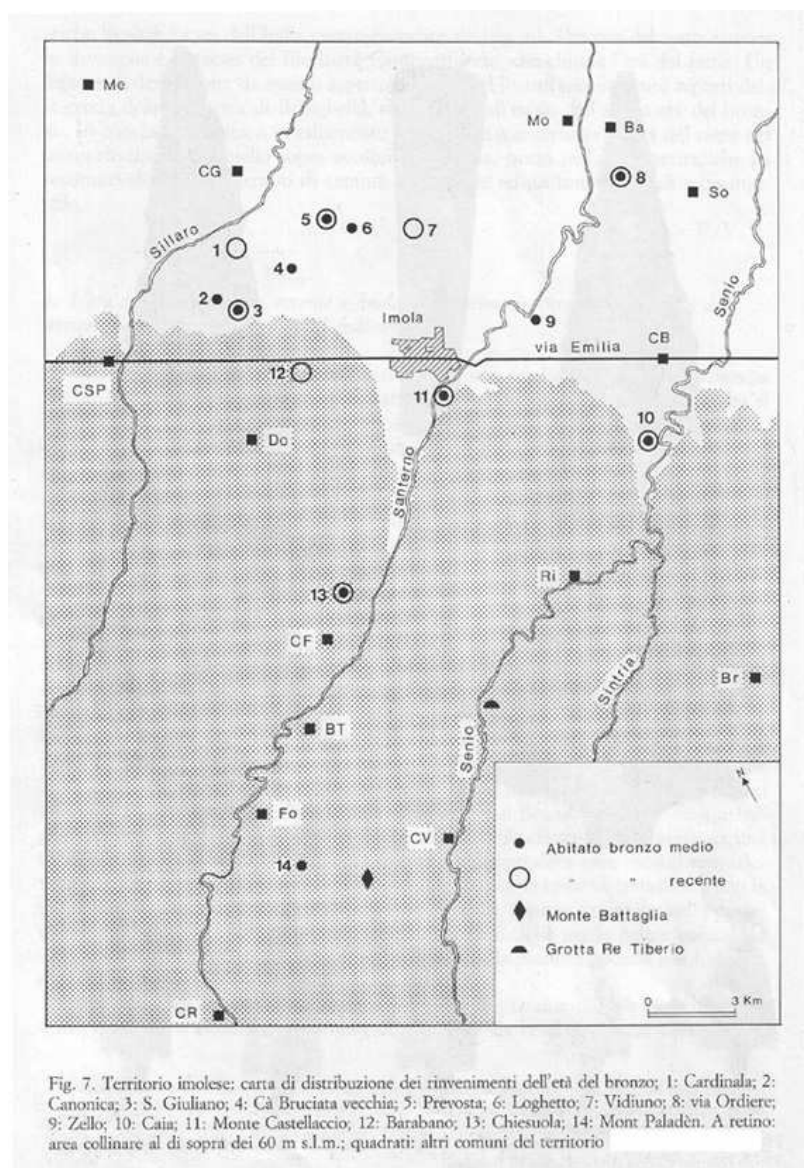 Me
Mo
Ba
CG
8
So
5
6
7
Sillaro
1
4
Senio
2
3
Imola
9
via Emilia
CB
CSP
12
11
10
Do
Santerno
13
Ri
CF
Sintria
Br
BT
Senio
N
Fo
CV
14
Abitato bronzo medio
" " recente
Monte Battaglia
Grotta Re Tiberio
CR
0 3 Km
Fig. 7. Territorio imolese: carta di distribuzione dei rinvenimenti dell'età del bronzo; 1: Cardinala; 2:
Canonica; 3: S. Giuliano; 4: Cà Bruciata vecchia; 5: Prevosta; 6: Loghetto; 7: Vidiuno; 8: via Ordiere;
9: Zello; 10: Caia; 11: Monte Castellaccio; 12: Barabano; 13: Chiesuola; 14: Mont Paladèn. A retino:
area collinare al di sopra dei 60 m s.l.m.; quadrati: altri comuni del territorio